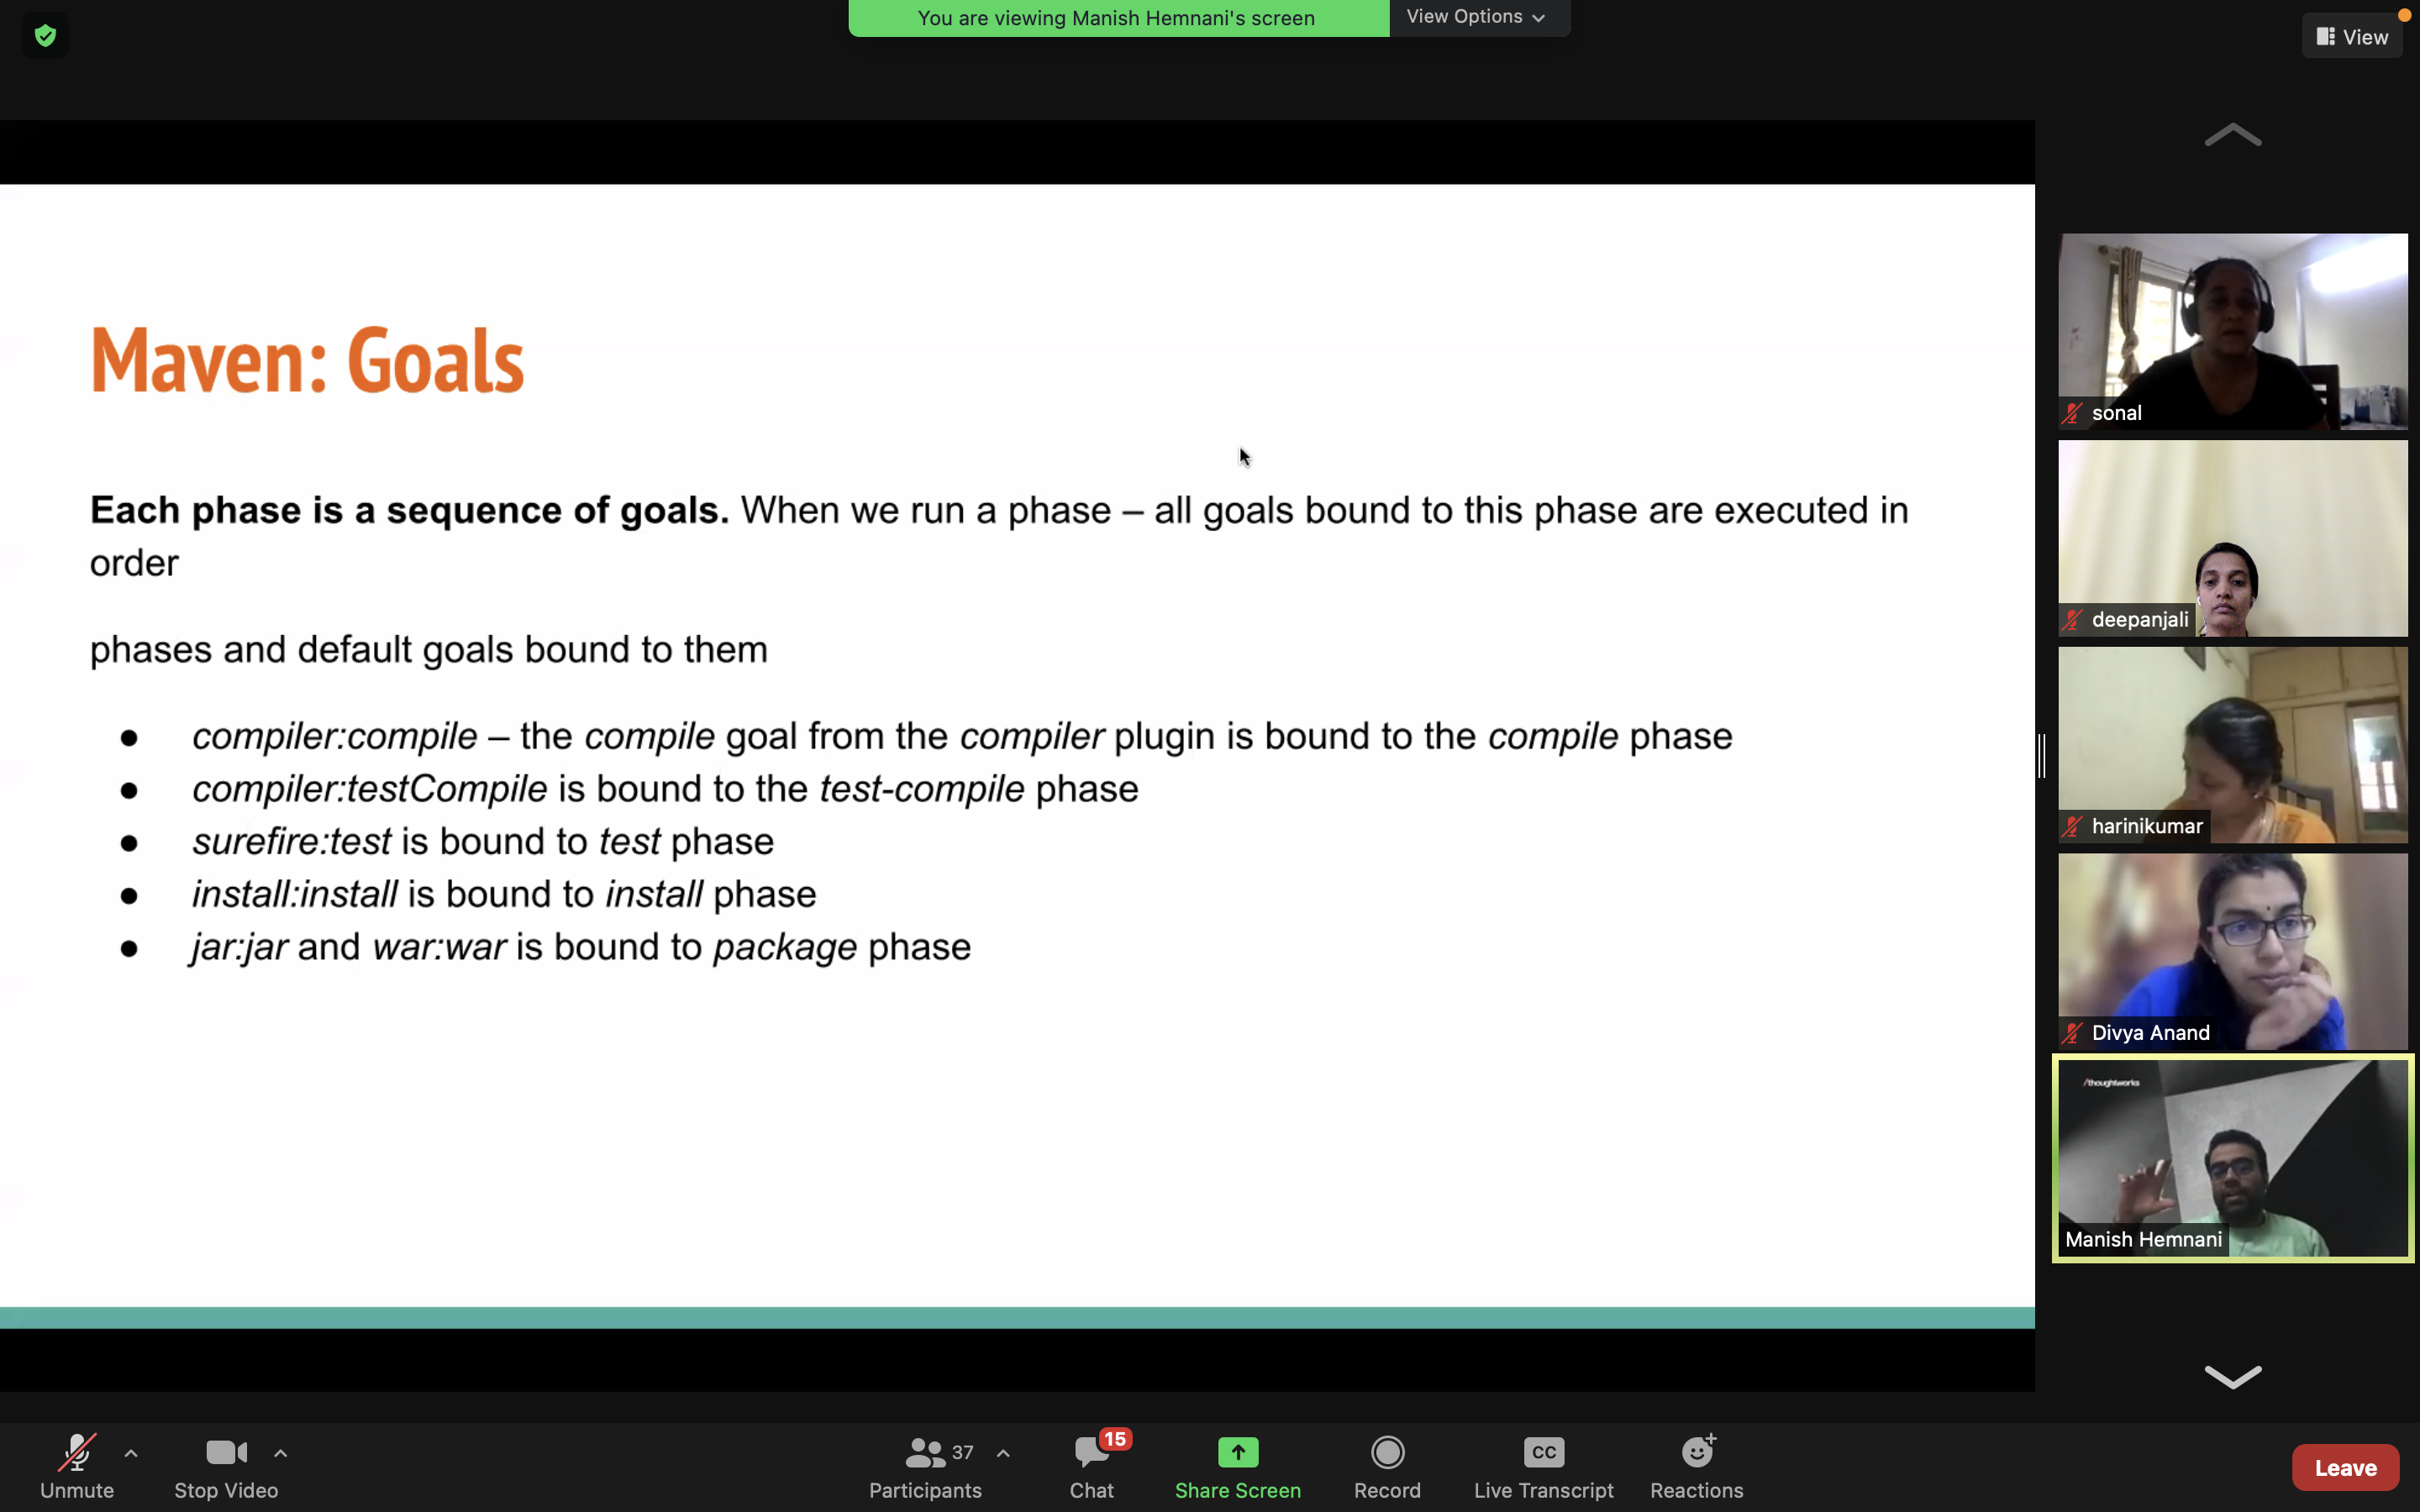 You are viewing Manish Hemnani's screen
View Options
View
Maven: Goals
Each phase is a sequence of goals. When we run a phase – all goals bound to this phase are executed in
order
phases and default goals bound to them
● compiler:compile – the compile goal from the compiler plugin is bound to the compile phase
● compiler:testCompile is bound to the test-compile phase
● surefire:test is bound to test phase
● install:install is bound to install phase
● jar:jar and war:war is bound to package phase
sonal
deepanjali
harinikumar
Divya Anand
/thoughtworks
Manish Hemnani
Unmute
Stop Video
37
Participants
15
Chat
Share Screen
Record
CC
Live Transcript
Reactions
Leave